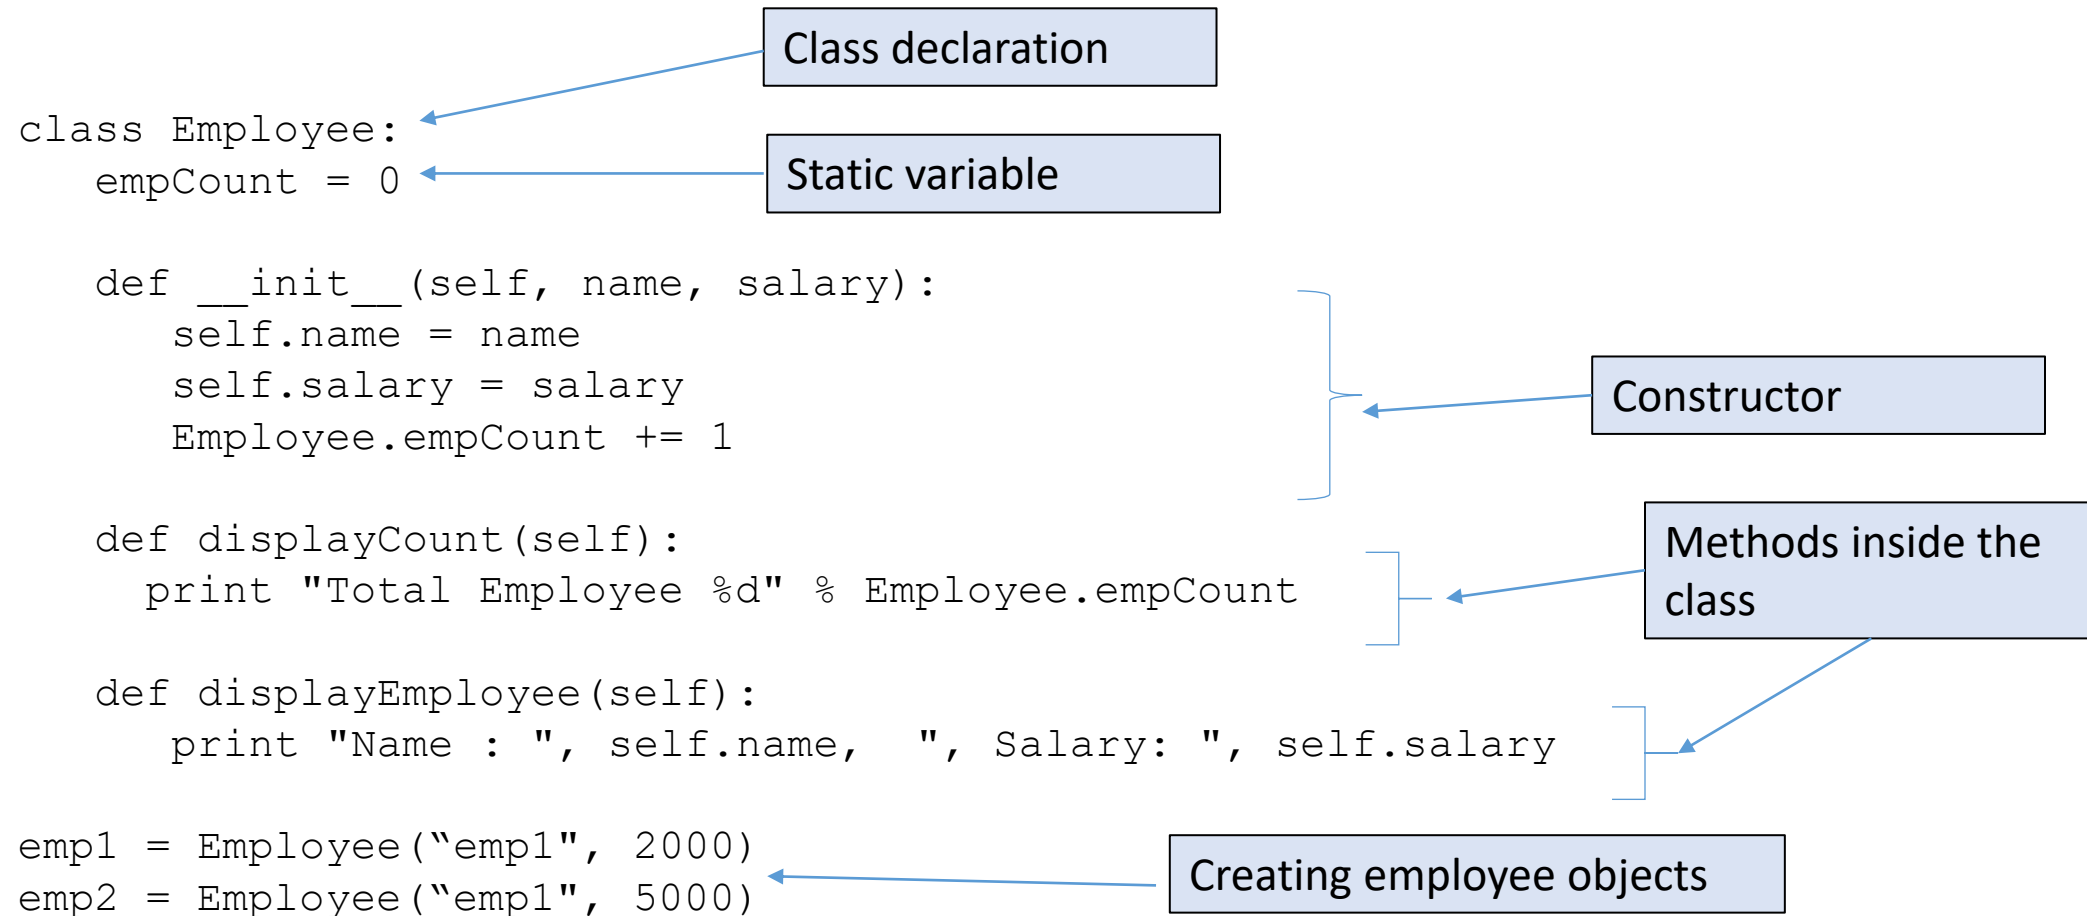 Class declaration
class Employee:
   empCount = 0
Static variable
   def __init__(self, name, salary):
      self.name = name
      self.salary = salary
      Employee.empCount += 1
Constructor
   def displayCount(self):
     print "Total Employee %d" % Employee.empCount
Methods inside the
class
   def displayEmployee(self):
      print "Name : ", self.name,  ", Salary: ", self.salary
emp1 = Employee(“emp1", 2000)
emp2 = Employee(“emp1", 5000)
Creating employee objects